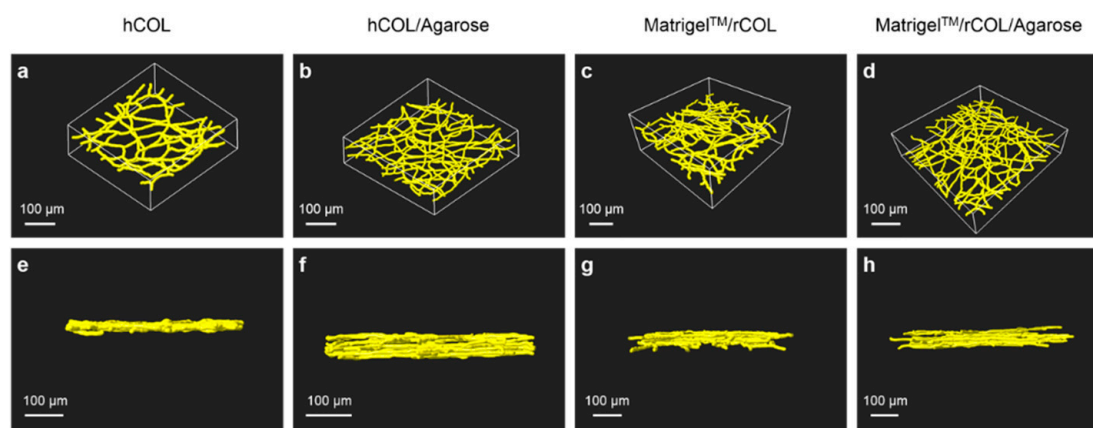 hCOL hCOL/Agarose Matrigel™/rCOL Matrigel™/rCOL/Agarose
a b c d
100 µm 100 µm 100 µm 100 µm
e f g h
100 µm 100 µm 100 µm 100 µm